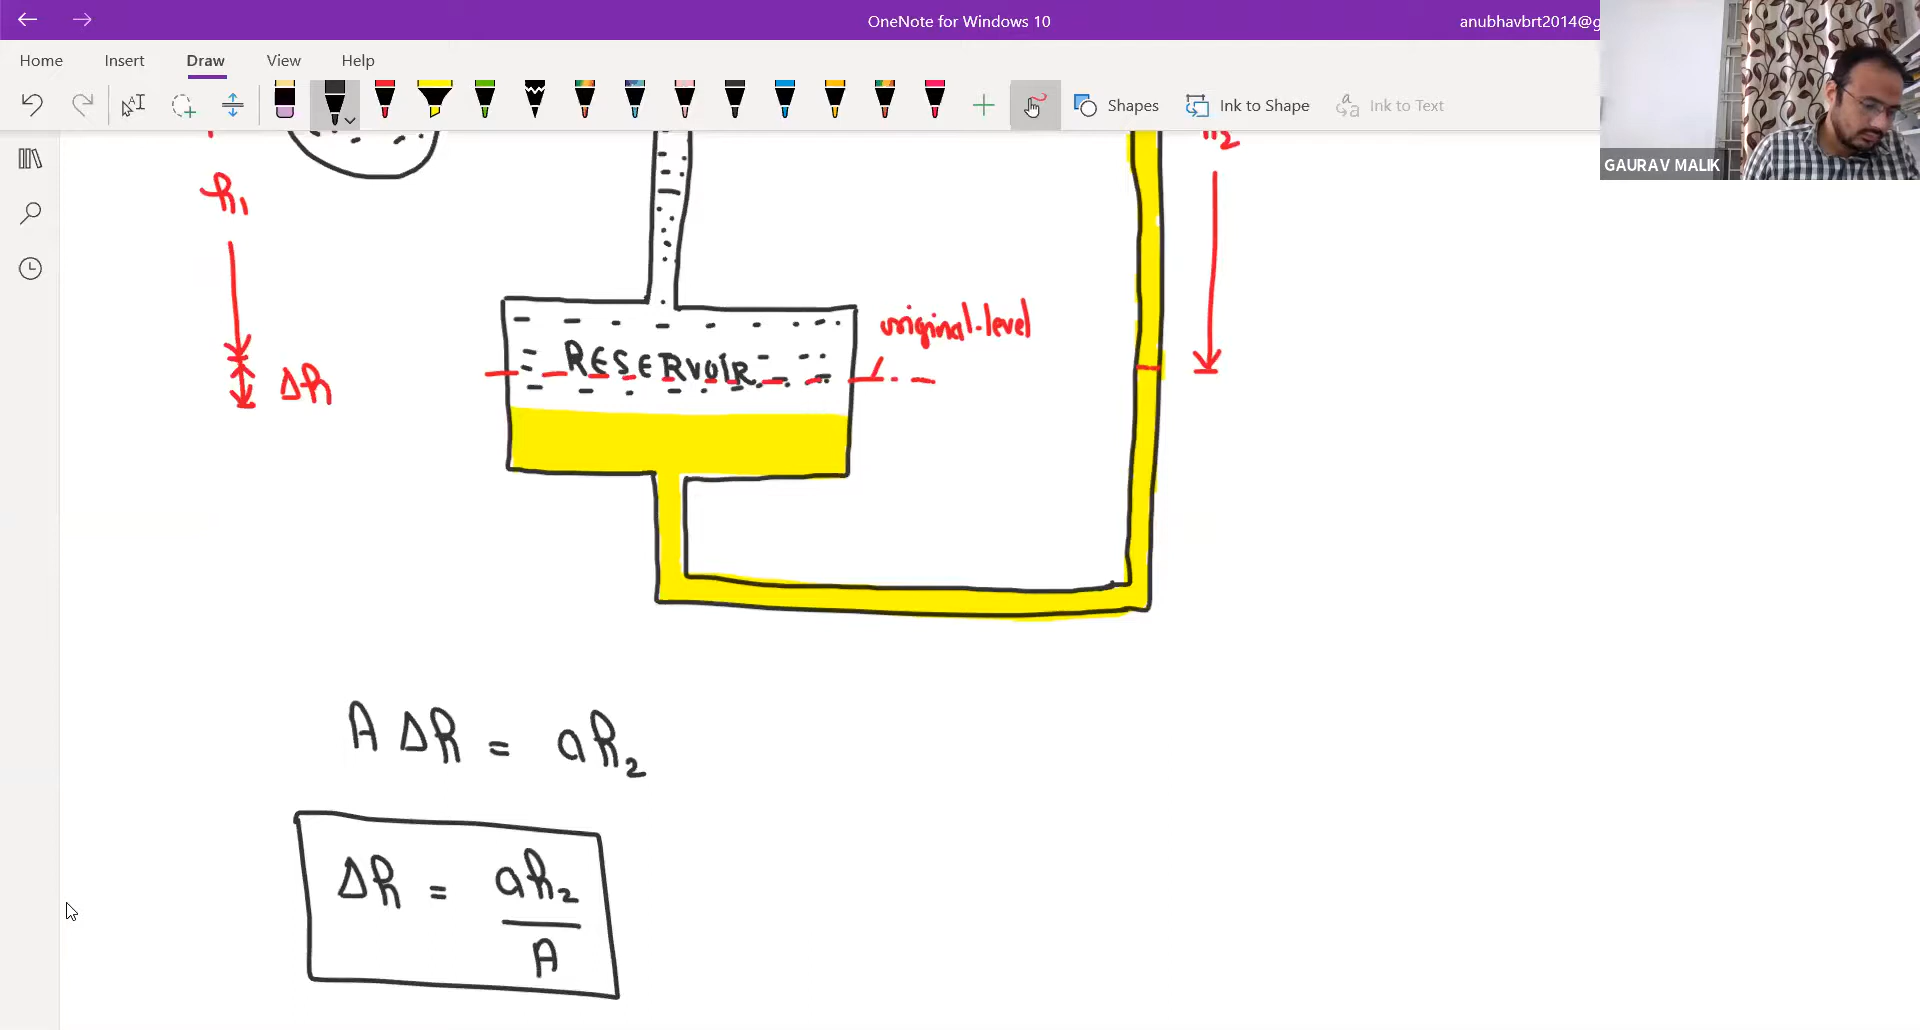 OneNote for Windows 10
anubhavbrt2014@g
Home Insert Draw View Help
Shapes Ink to Shape Ink to Text
GAURAV MALIK
h₂
h₁
original level
RESERVOIR
Δh
A Δh = ah₂
Δh = ah₂
A